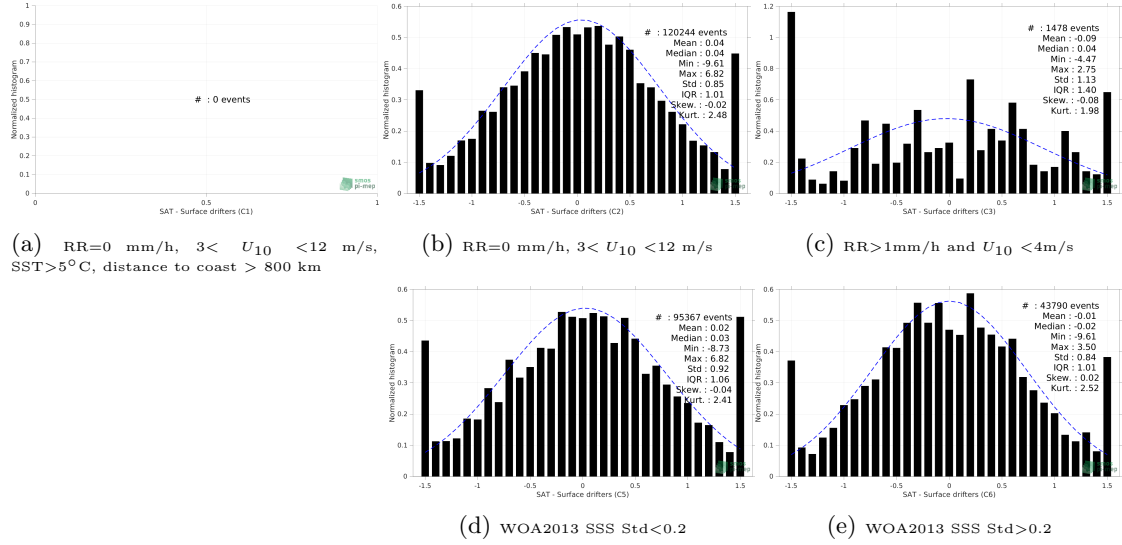 1
0.9
0.8
0.7
0.6
0.5
0.4
0.3
0.2
0.1
0
Normalized histogram
# : 0 events
0 0.5 1
SAT - Surface drifters (C1)
pi-mep
(a) RR=0 mm/h, 3< U10 <12 m/s,
SST>5°C, distance to coast > 800 km
0.6
0.5
0.4
0.3
0.2
0.1
0
Normalized histogram
# : 120244 events
Mean : 0.04
Median : 0.04
Min : -9.61
Max : 6.82
Std : 0.85
IQR : 1.01
Skew. : -0.02
Kurt. : 2.48
-1.5 -1 -0.5 0 0.5 1 1.5
SAT - Surface drifters (C2)
(b) RR=0 mm/h, 3< U10 <12 m/s
1.2
1
0.8
0.6
0.4
0.2
0
Normalized histogram
# : 1478 events
Mean : -0.09
Median : 0.04
Min : -4.47
Max : 2.75
Std : 1.13
IQR : 1.40
Skew. : -0.08
Kurt. : 1.98
-1.5 -1 -0.5 0 0.5 1 1.5
SAT - Surface drifters (C3)
(c) RR>1mm/h and U10 <4m/s
0.6
0.5
0.4
0.3
0.2
0.1
0
Normalized histogram
# : 95367 events
Mean : 0.02
Median : 0.03
Min : -8.73
Max : 6.82
Std : 0.92
IQR : 1.06
Skew. : -0.04
Kurt. : 2.41
-1.5 -1 -0.5 0 0.5 1 1.5
SAT - Surface drifters (C5)
(d) WOA2013 SSS Std<0.2
0.6
0.5
0.4
0.3
0.2
0.1
0
Normalized histogram
# : 43790 events
Mean : -0.01
Median : -0.02
Min : -9.61
Max : 3.50
Std : 0.84
IQR : 1.01
Skew. : 0.02
Kurt. : 2.52
-1.5 -1 -0.5 0 0.5 1 1.5
SAT - Surface drifters (C6)
(e) WOA2013 SSS Std>0.2